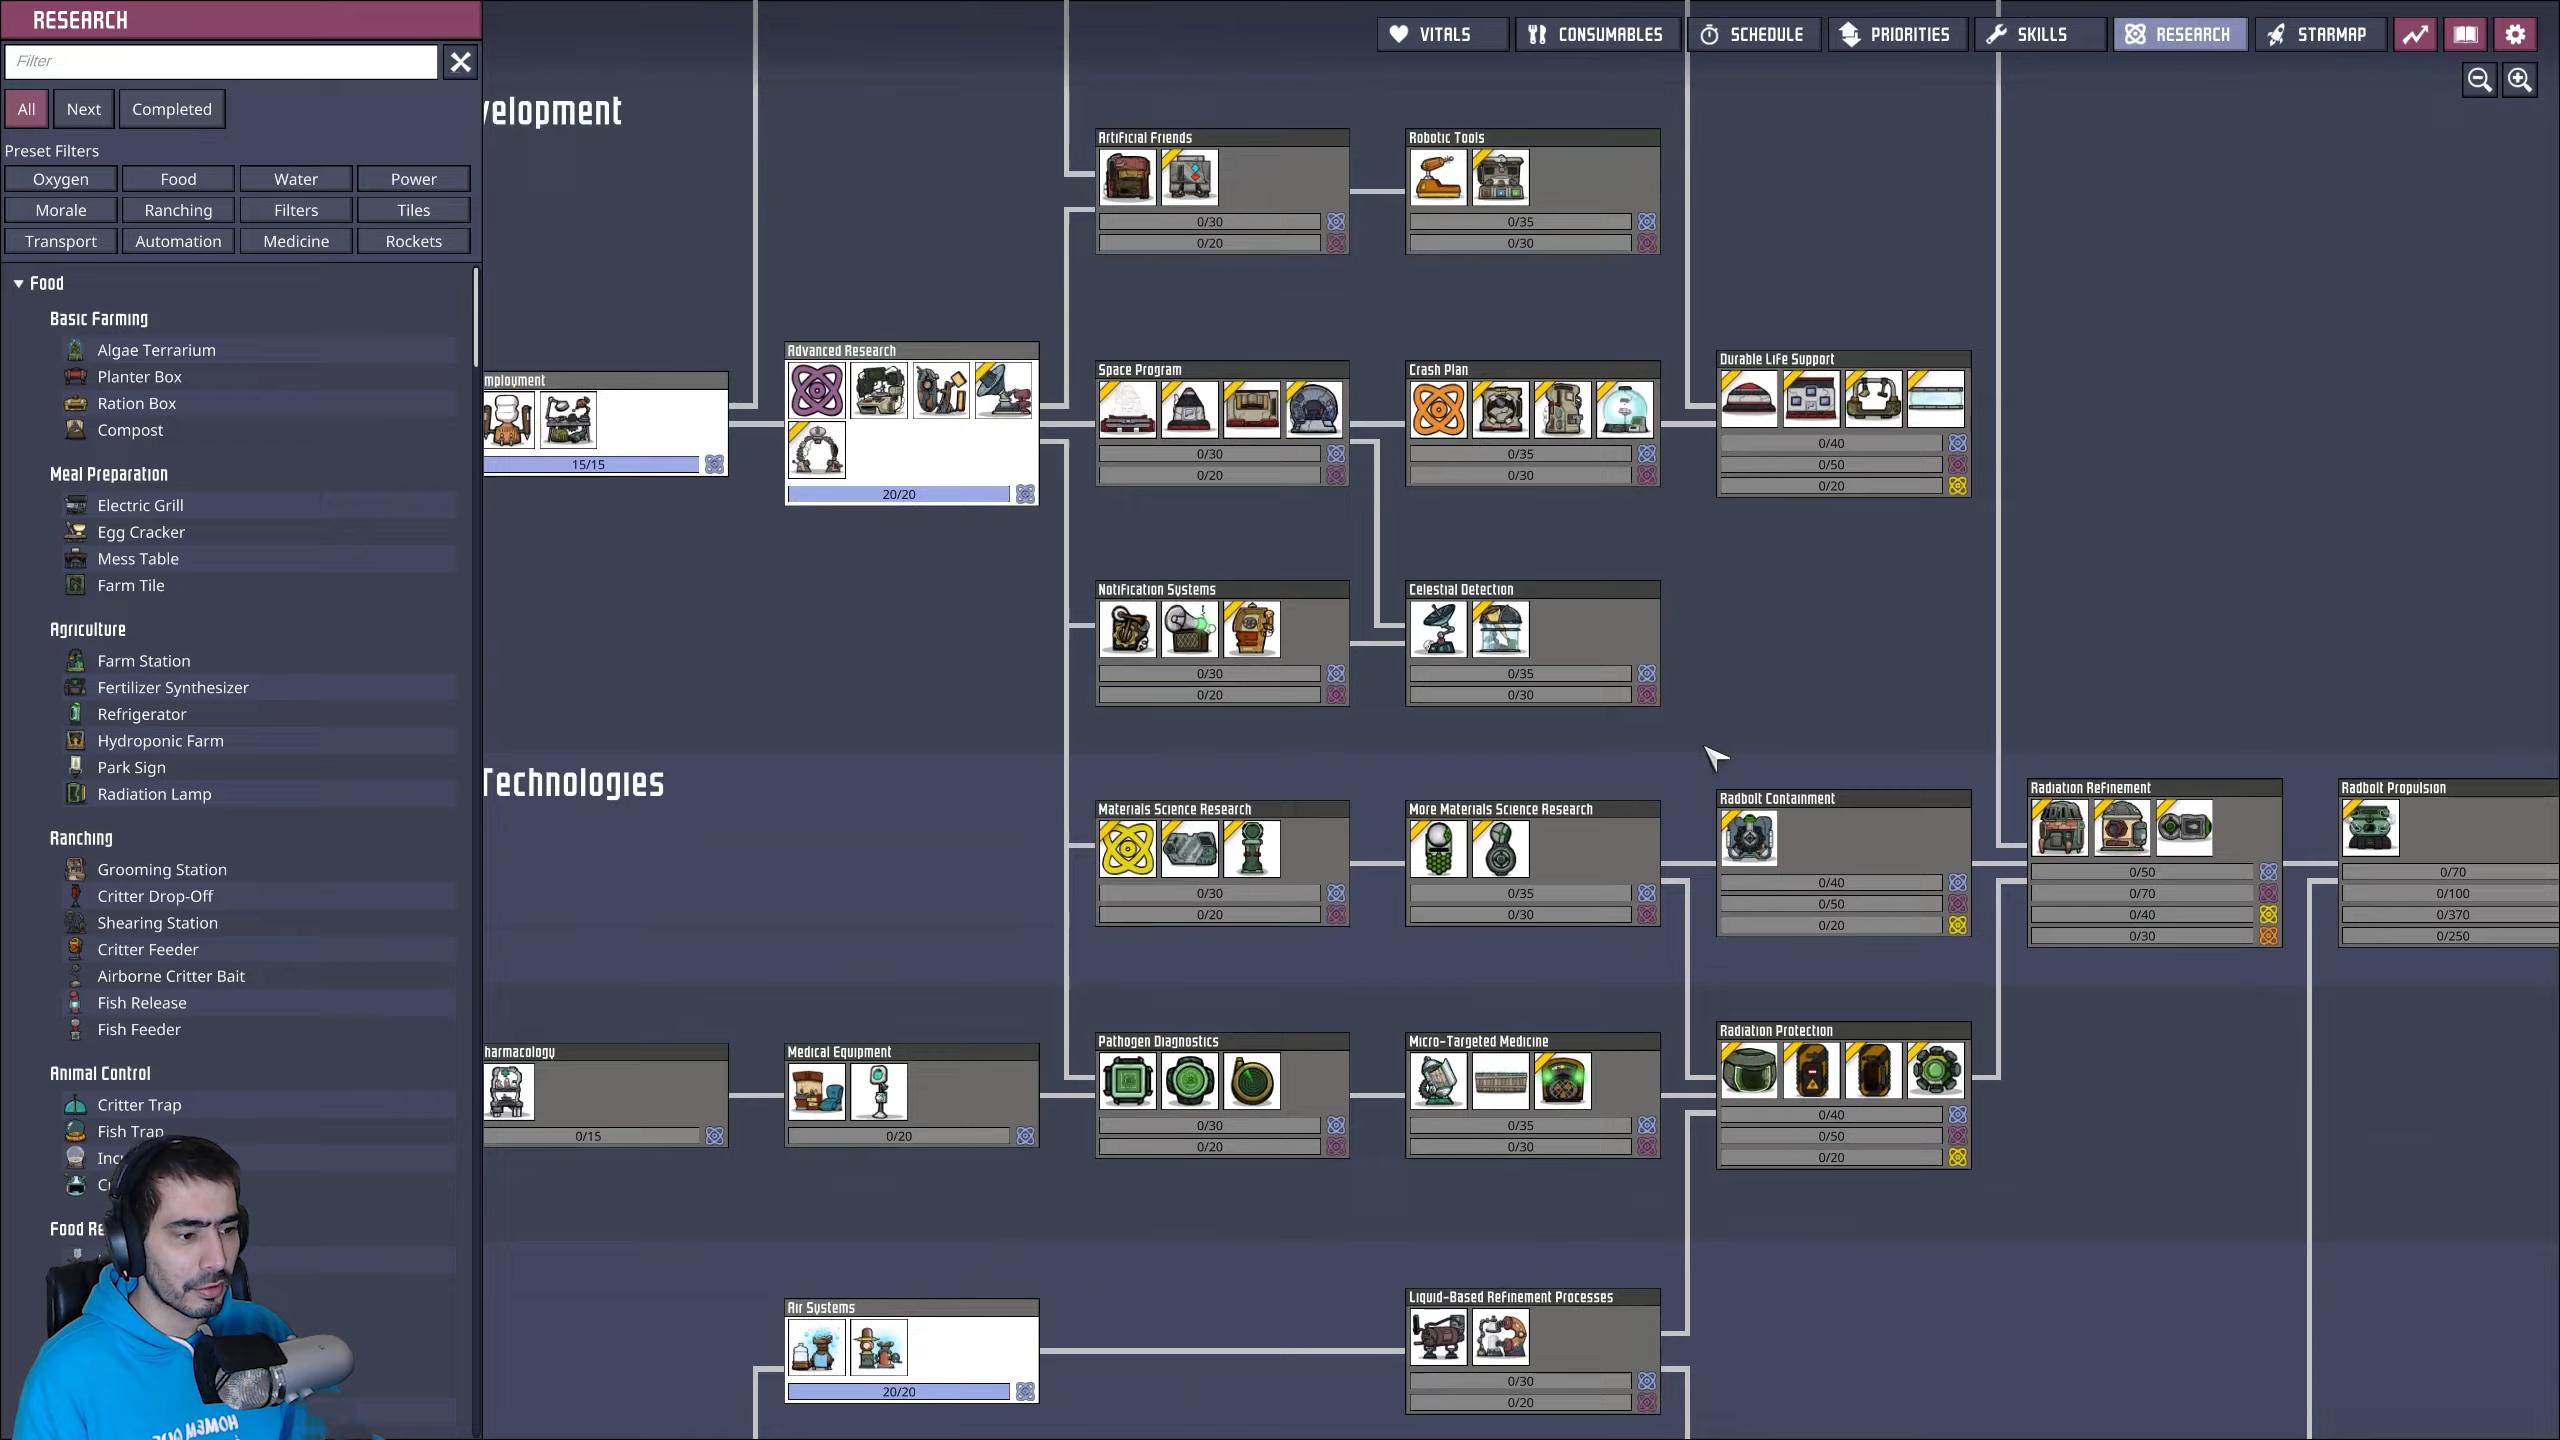 RESEARCH
Filter
All Next Completed
Preset Filters
Oxygen Food Water Power
Morale Ranching Filters Tiles
Transport Automation Medicine Rockets
Food
Basic Farming
Algae Terrarium
Planter Box
Ration Box
Compost
Meal Preparation
Electric Grill
Egg Cracker
Mess Table
Farm Tile
Agriculture
Farm Station
Fertilizer Synthesizer
Refrigerator
Hydroponic Farm
Park Sign
Radiation Lamp
Ranching
Grooming Station
Critter Drop-Off
Shearing Station
Critter Feeder
Airborne Critter Bait
Fish Release
Fish Feeder
Animal Control
Critter Trap
Fish Trap
Inc
C
Food Re
VITALS CONSUMABLES SCHEDULE PRIORITIES SKILLS RESEARCH STARMAP
velopment
Artificial Friends
0/30
0/20
Robotic Tools
0/35
0/30
mployment
15/15
Advanced Research
20/20
Space Program
0/30
0/20
Crash Plan
0/35
0/30
Durable Life Support
0/40
0/50
0/20
Notification Systems
0/30
0/20
Celestial Detection
0/35
0/30
Technologies
Materials Science Research
0/30
0/20
More Materials Science Research
0/35
0/30
Radbolt Containment
0/40
0/50
0/20
Radiation Refinement
0/50
0/70
0/40
0/30
Radbolt Propulsion
0/70
0/100
0/370
0/250
harmacology
0/15
Medical Equipment
0/20
Pathogen Diagnostics
0/30
0/20
Micro-Targeted Medicine
0/35
0/30
Radiation Protection
0/40
0/50
0/20
Air Systems
20/20
Liquid-Based Refinement Processes
0/30
0/20
HOMEM